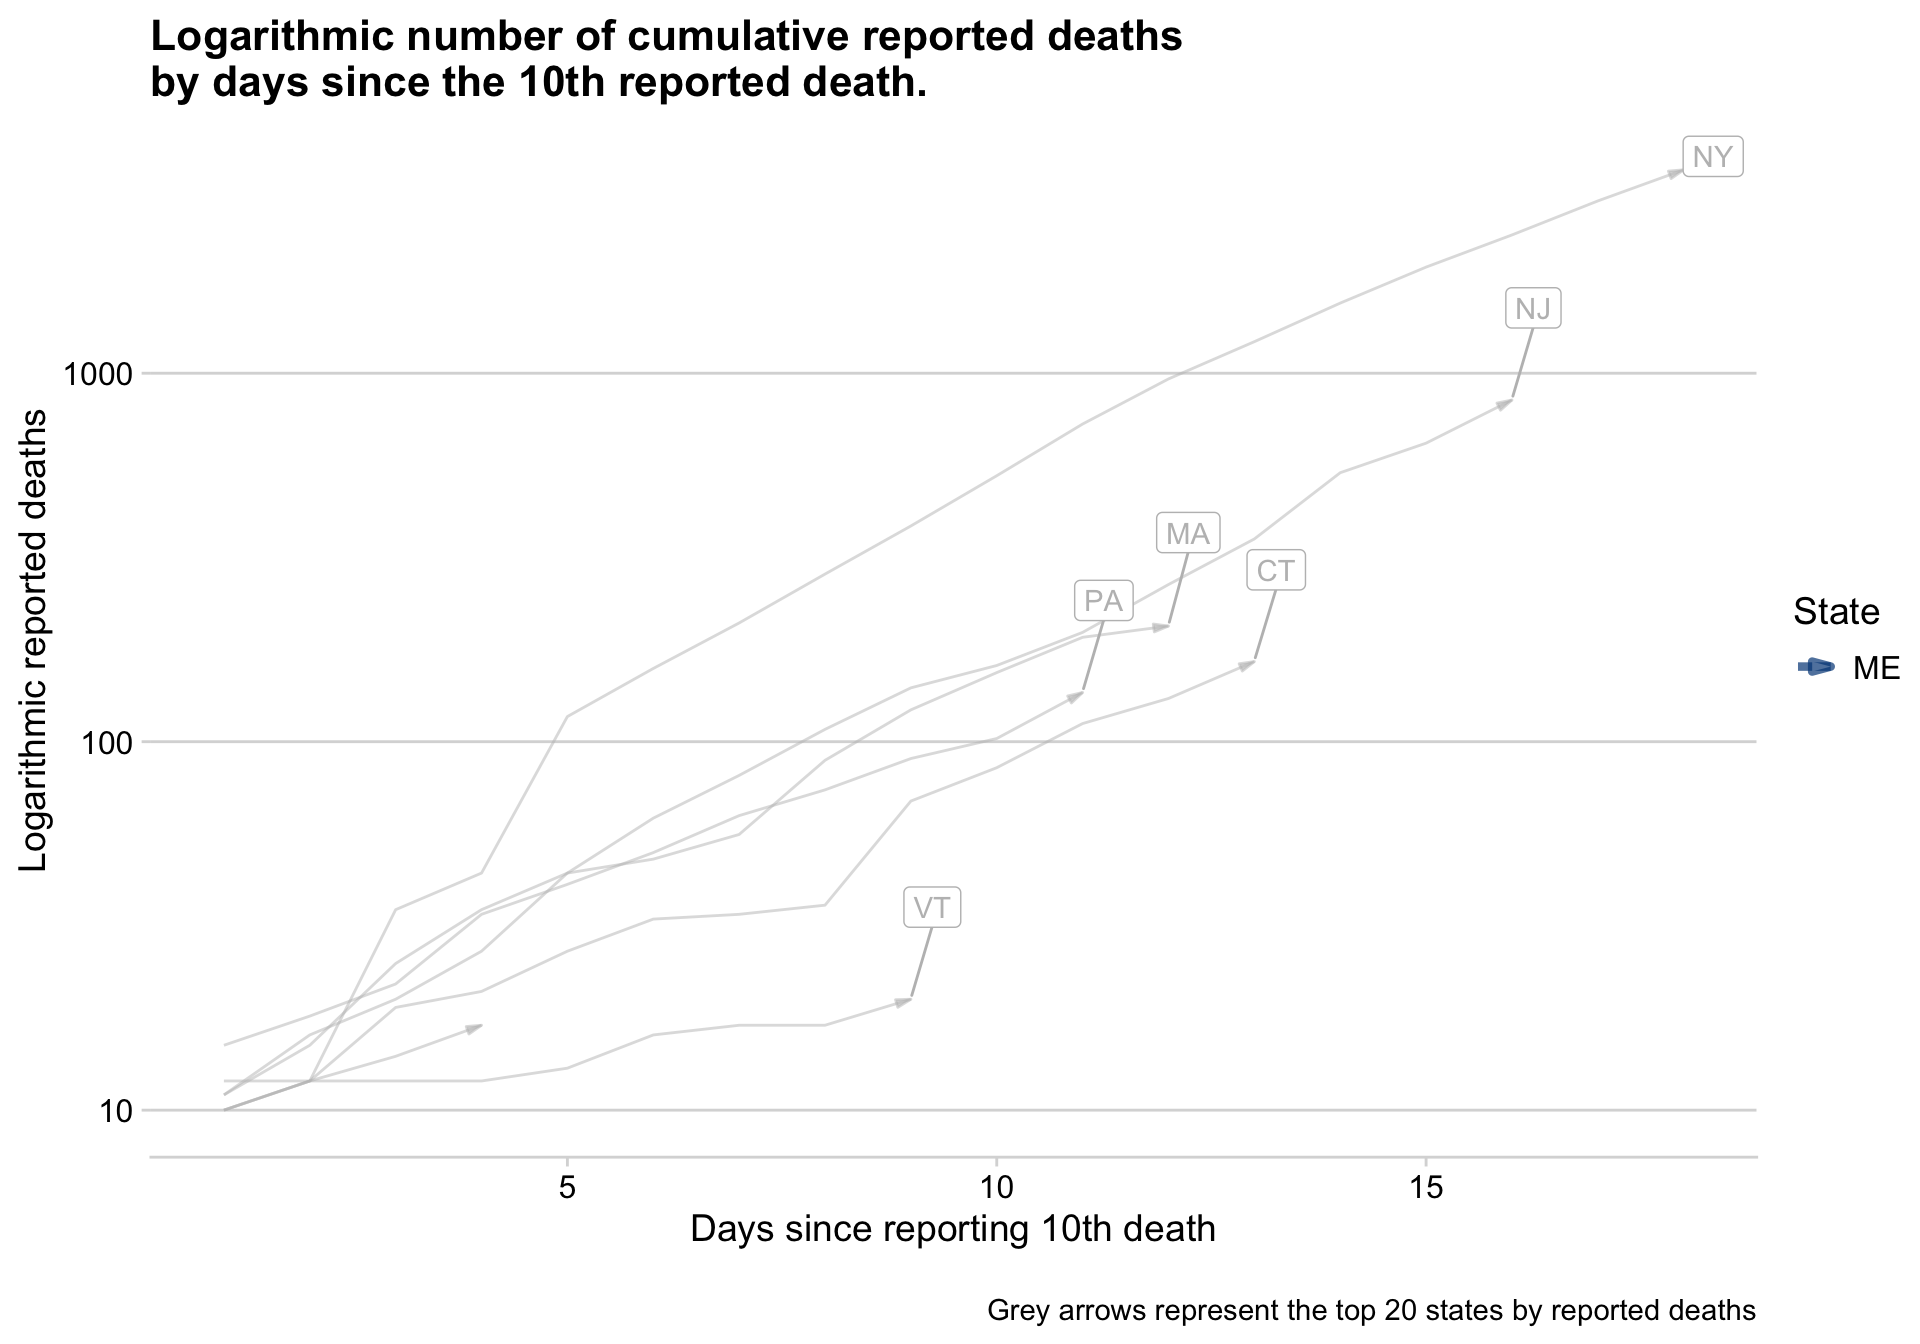 Logarithmic number of cumulative reported deaths
by days since the 10th reported death.
NY
NJ
1000
MA
CT
PA
State
ME
100
VT
10
Logarithmic reported deaths
5
10
15
Days since reporting 10th death
Grey arrows represent the top 20 states by reported deaths